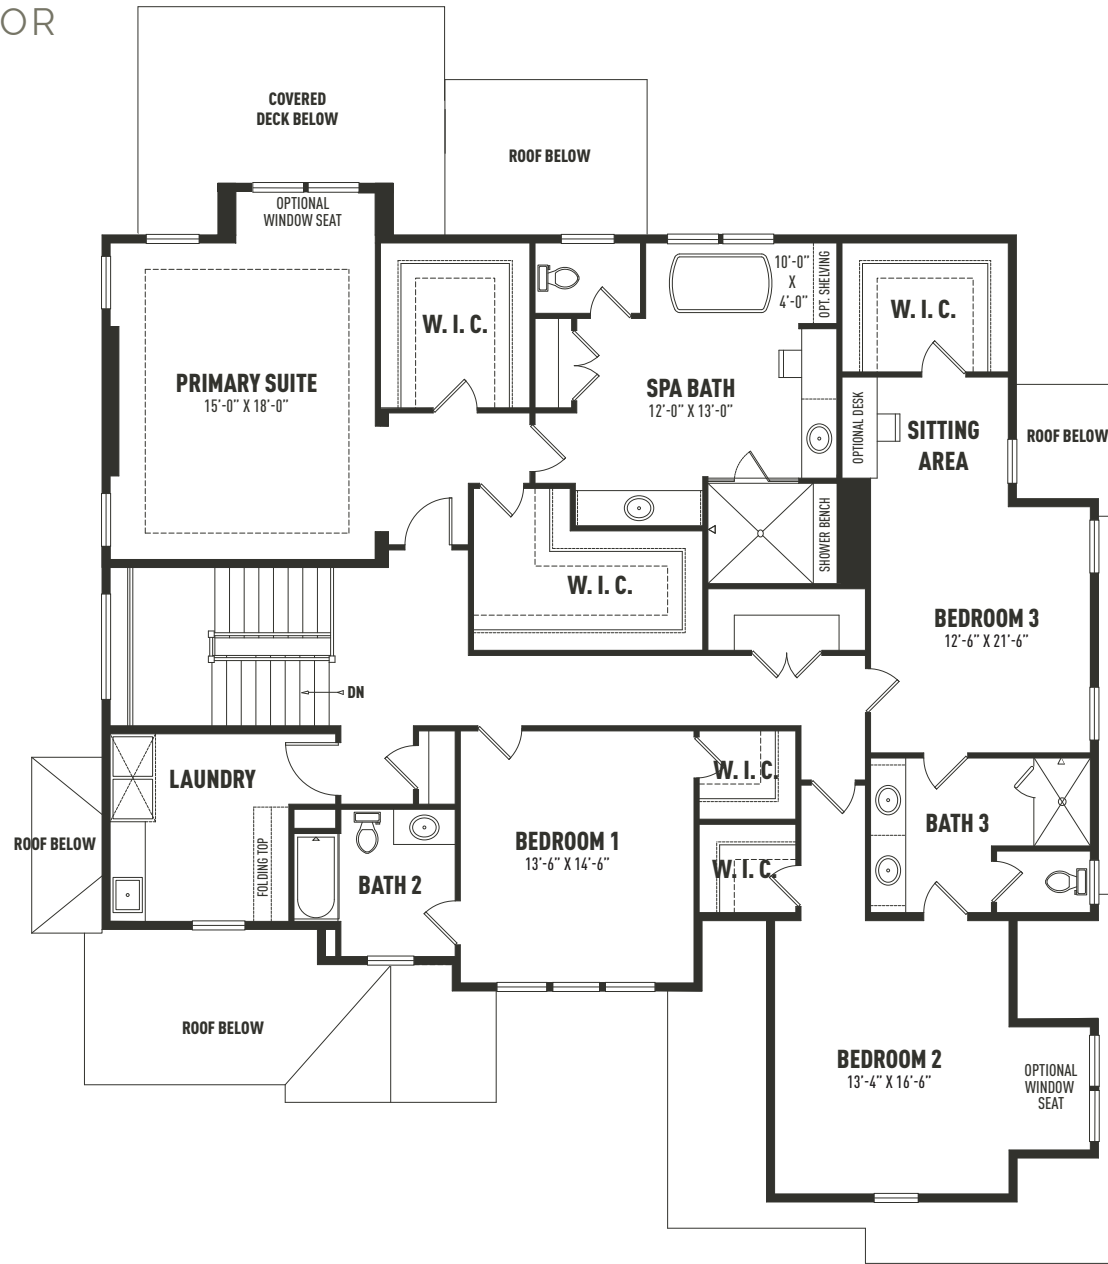 OR
COVERED
DECK BELOW
ROOF BELOW
OPTIONAL
WINDOW SEAT
W. I. C.
10'-0"
X
4'-0"
OPT. SHELVING
W. I. C.
PRIMARY SUITE
15'-0" X 18'-0"
SPA BATH
12'-0" X 13'-0"
OPTIONAL DESK
SITTING
AREA
ROOF BELOW
SHOWER BENCH
W. I. C.
BEDROOM 3
12'-6" X 21'-6"
DN
LAUNDRY
W. I. C.
ROOF BELOW
FOLDING TOP
BATH 2
BEDROOM 1
13'-6" X 14'-6"
W. I. C.
BATH 3
ROOF BELOW
BEDROOM 2
13'-4" X 16'-6"
OPTIONAL
WINDOW
SEAT